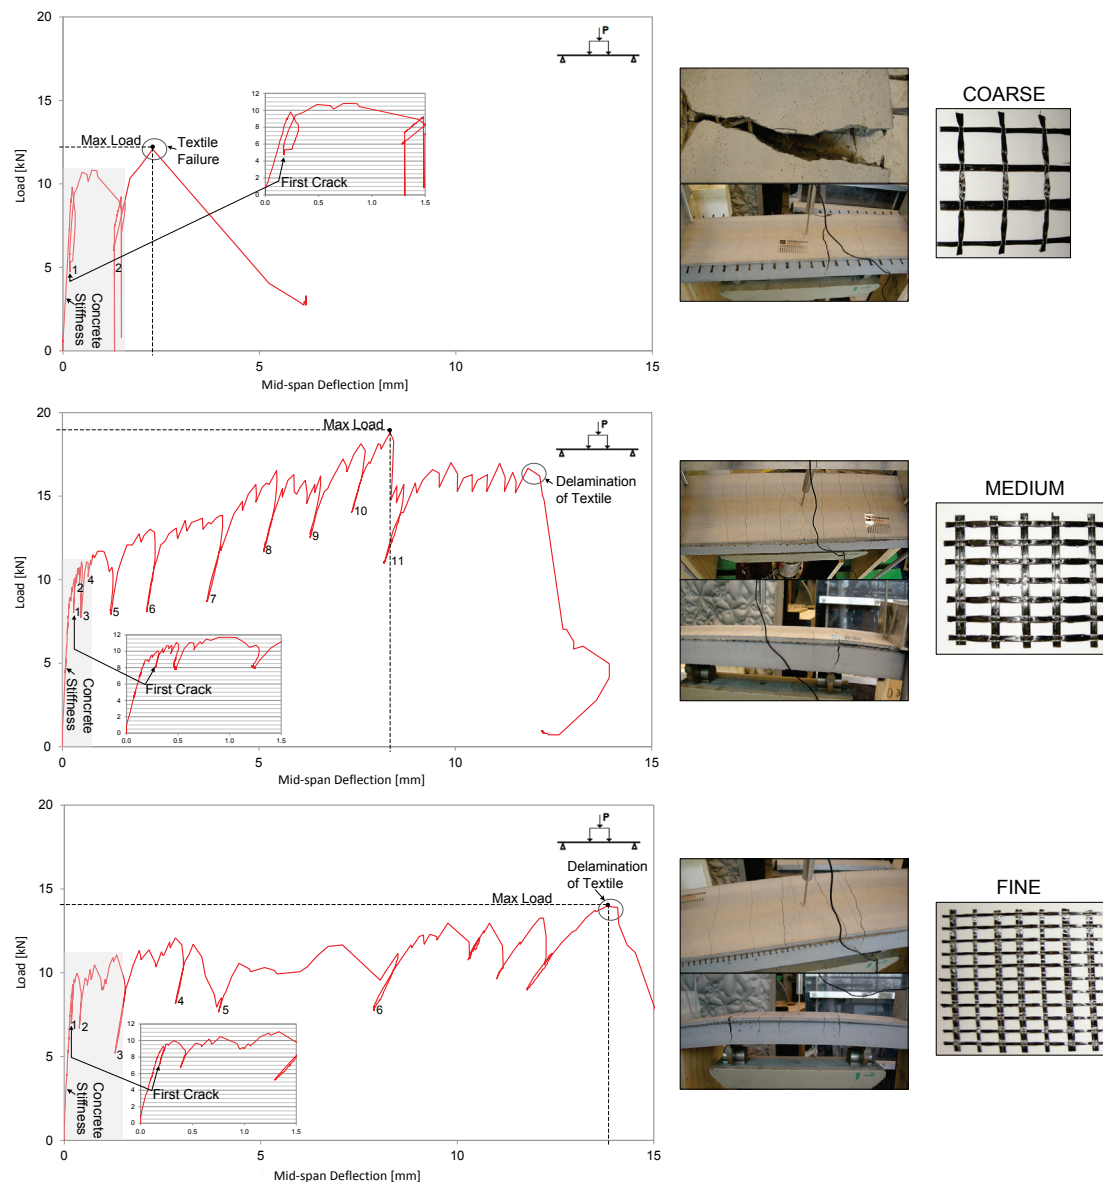 20
15
10
5
0
Load [kN]
0
5
10
15
Mid-span Deflection [mm]
Max Load
Textile
Failure
First Crack
1
2
Concrete
Stiffness
12
10
8
6
4
2
0
0.0
0.5
1.0
1.5
P
COARSE
20
15
10
5
0
Load [kN]
0
5
10
15
Mid-span Deflection [mm]
Max Load
Delamination
of Textile
First Crack
1
2
3
4
5
6
7
8
9
10
11
Concrete
Stiffness
12
10
8
6
4
2
0
0.0
0.5
1.0
1.5
P
MEDIUM
20
15
10
5
0
Load [kN]
0
5
10
15
Mid-span Deflection [mm]
Delamination
of Textile
Max Load
First Crack
1
2
3
4
5
6
Concrete
Stiffness
12
10
8
6
4
2
0
0.0
0.5
1.0
1.5
P
FINE